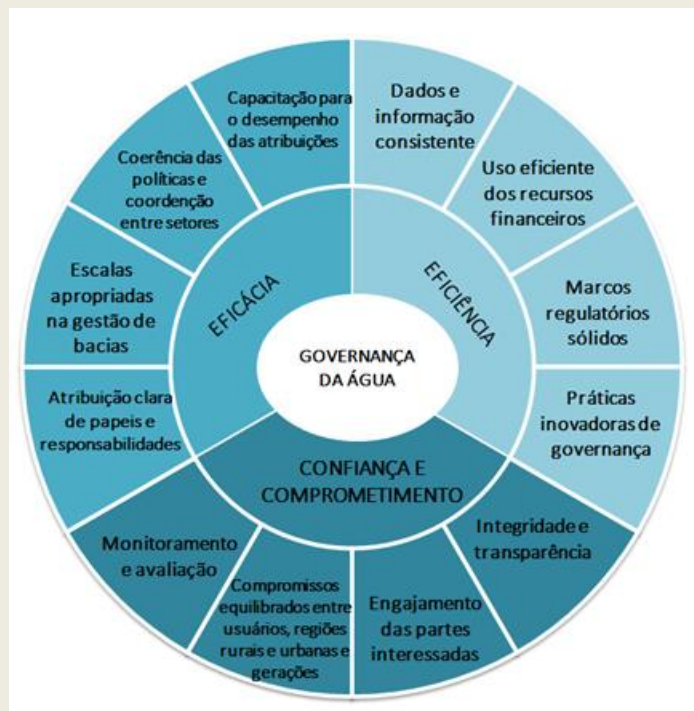 Capacitação para
o desempenho
das atribuições
Dados e
informação
consistente
Coerência das
políticas e
coordenção
entre setores
Uso eficiente
dos recursos
financeiros
Escalas
apropriadas
na gestão de
bacias
Marcos
regulatórios
sólidos
Atribuição clara
de papeis e
responsabilidades
Práticas
inovadoras de
governança
EFICÁCIA
EFICIÊNCIA
GOVERNANÇA
DA ÁGUA
CONFIANÇA E
COMPROMETIMENTO
Monitoramento
e avaliação
Compromissos
equilibrados entre
usuários, regiões
rurais e urbanas e
gerações
Engajamento
das partes
interessadas
Integridade e
transparência